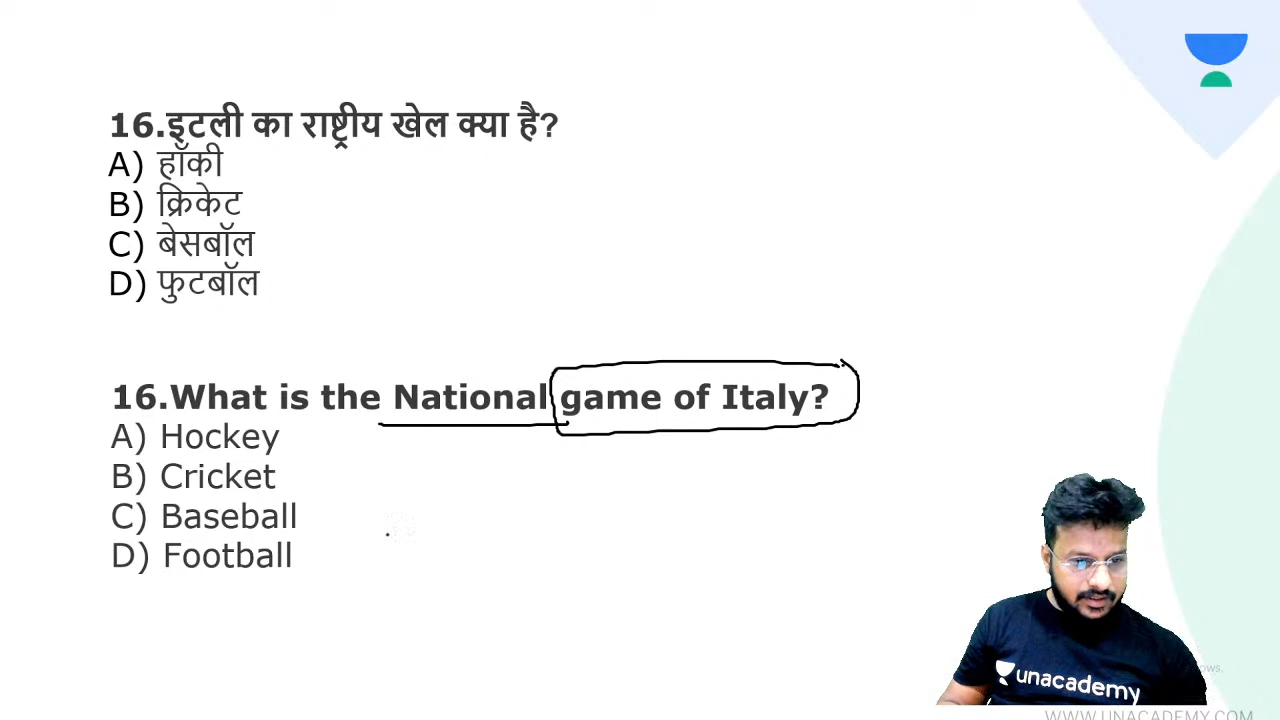 16.इटली का राष्ट्रीय खेल क्या है?
A) हॉकी
B) क्रिकेट
C) बेसबॉल
D) फुटबॉल
16.What is the National game of Italy?
A) Hockey
B) Cricket
C) Baseball
D) Football
unacademy
WWW.UNACADEMY.COM